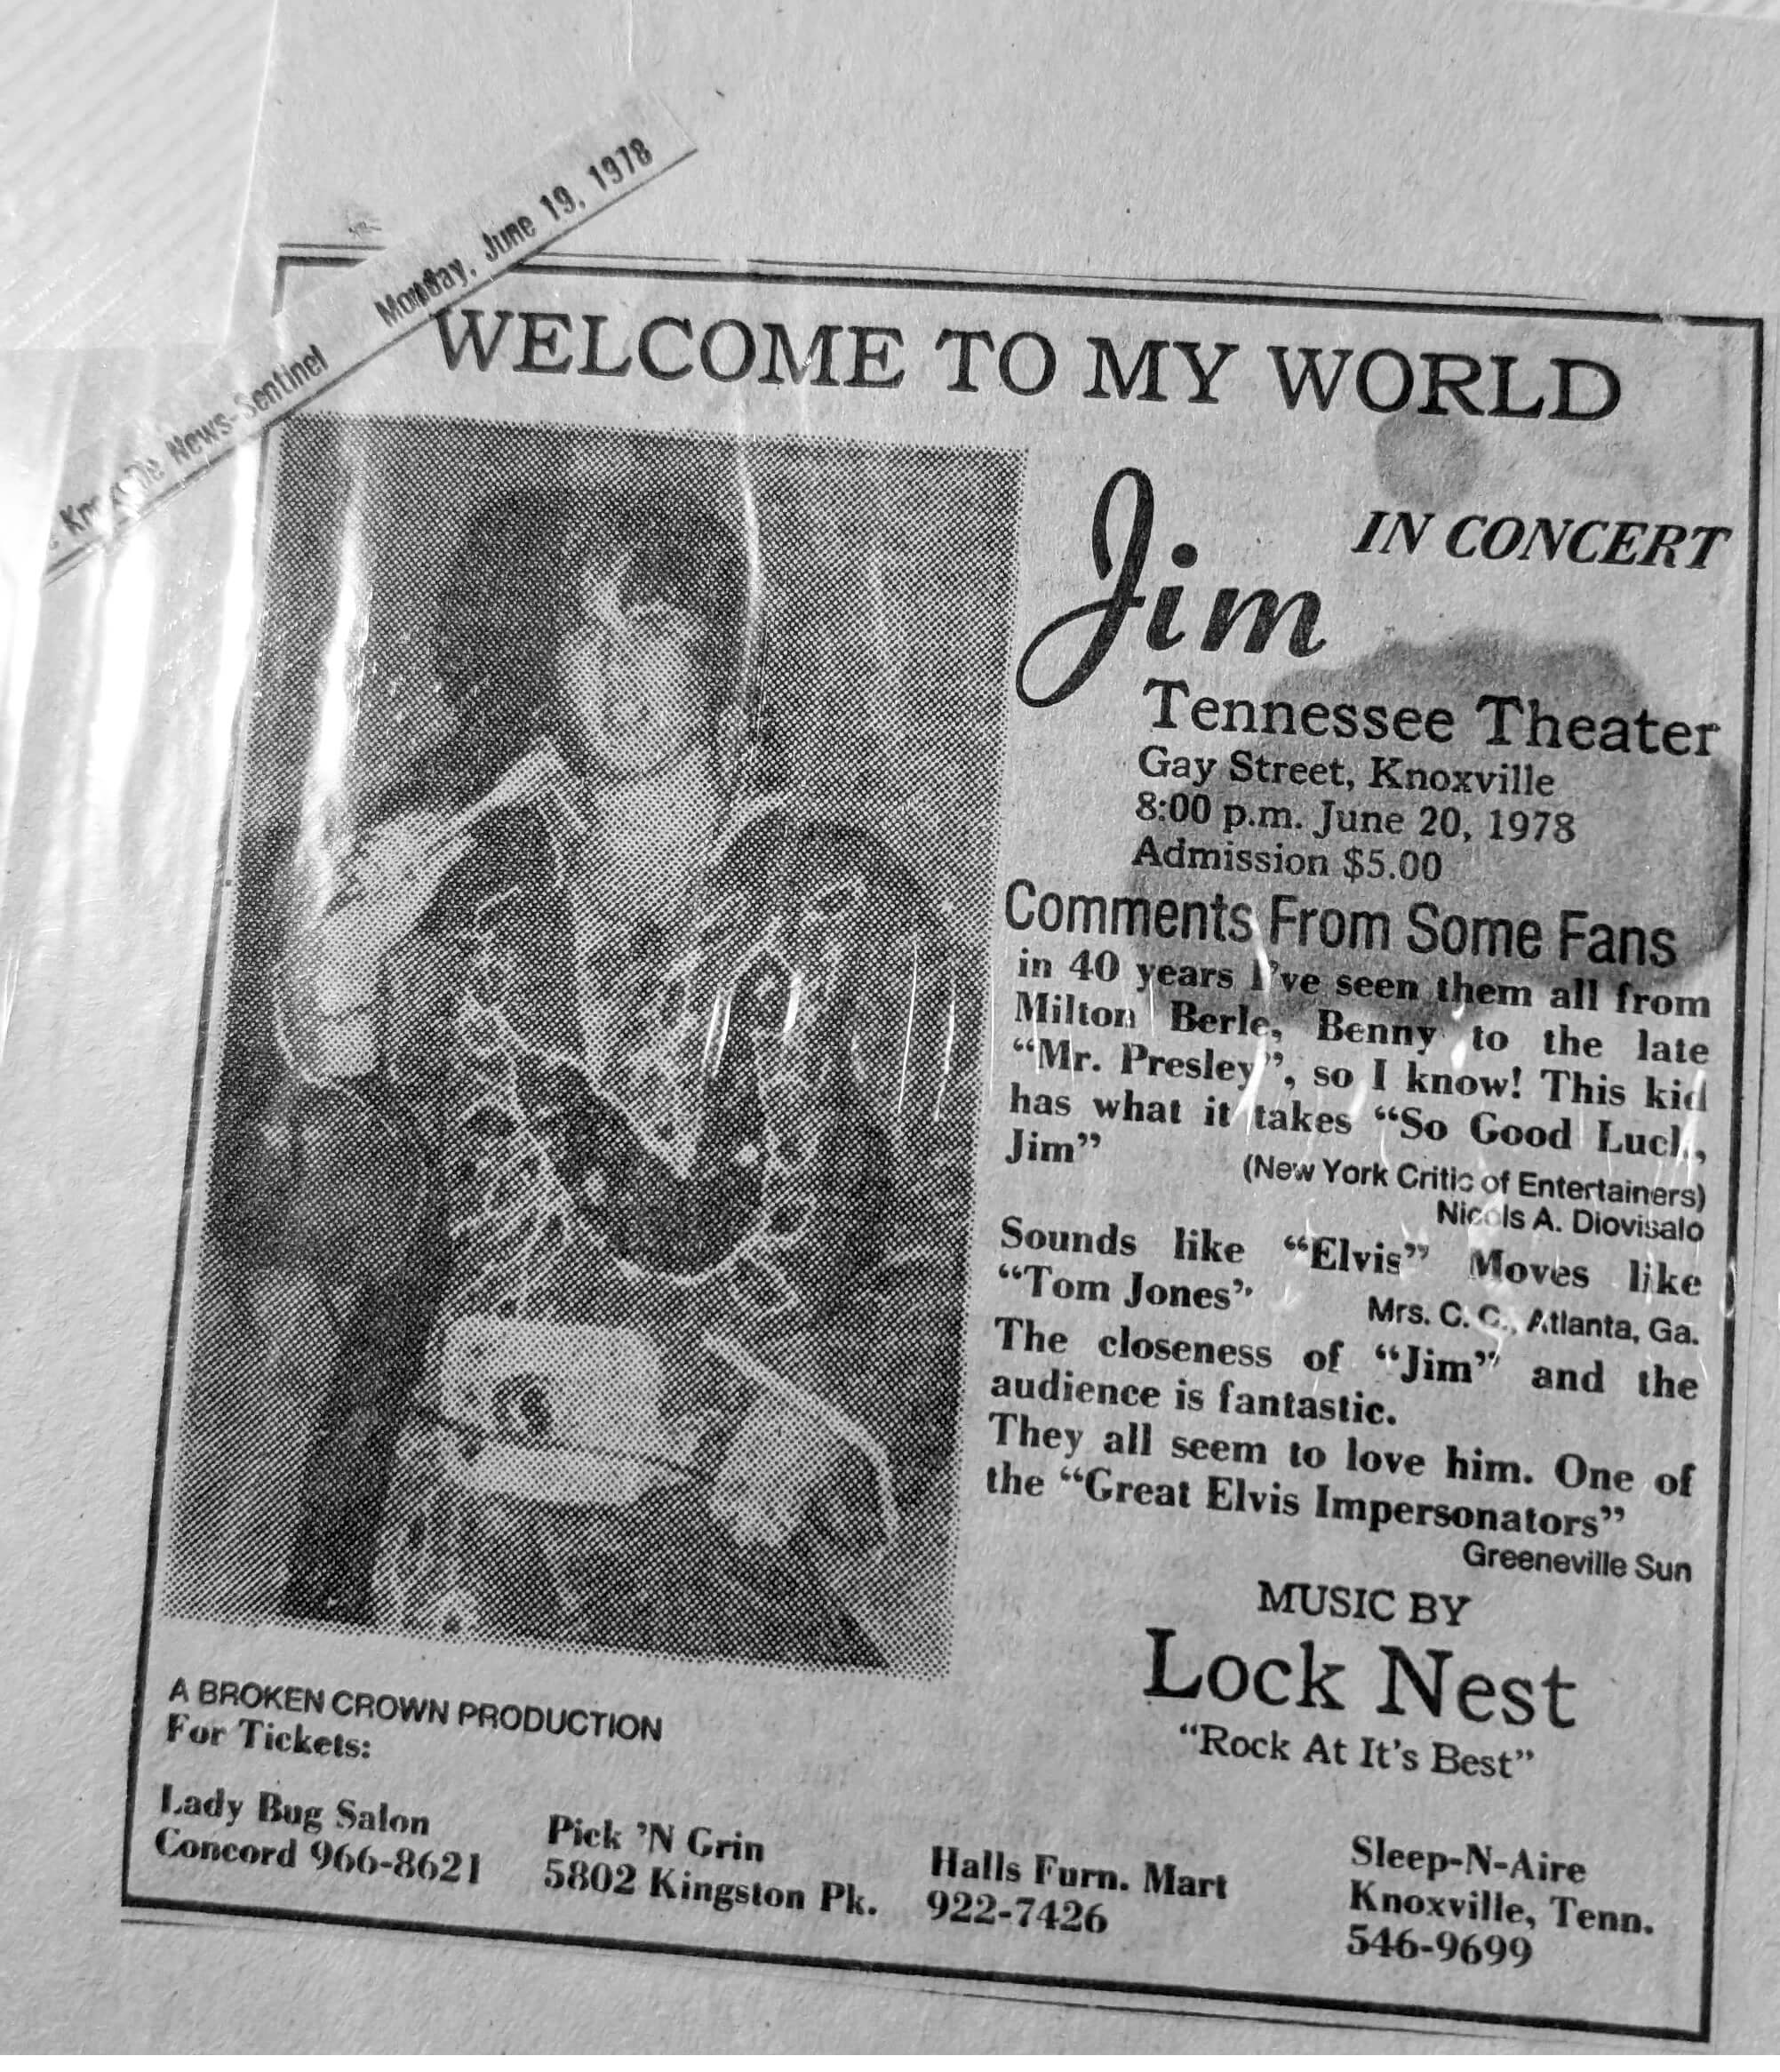 Knoxville News-Sentinel Monday, June 19, 1978
WELCOME TO MY WORLD
IN CONCERT
Jim
Tennessee Theater
Gay Street, Knoxville
8:00 p.m. June 20, 1978
Admission $5.00
Comments From Some Fans
in 40 years I've seen them all from
Milton Berle, Benny to the late
“Mr. Presley”, so I know! This kid
has what it takes “So Good Luck,
Jim”
(New York Critic of Entertainers)
Nicols A. Diovisalo
Sounds like “Elvis” Moves like
“Tom Jones”
Mrs. C. C., Atlanta, Ga.
The closeness of “Jim” and the
audience is fantastic.
They all seem to love him. One of
the “Great Elvis Impersonators”
Greeneville Sun
MUSIC BY
Lock Nest
“Rock At It's Best”
A BROKEN CROWN PRODUCTION
For Tickets:
Lady Bug Salon
Concord 966-8621
Pick 'N Grin
5802 Kingston Pk.
Halls Furn. Mart
922-7426
Sleep-N-Aire
Knoxville, Tenn.
546-9699